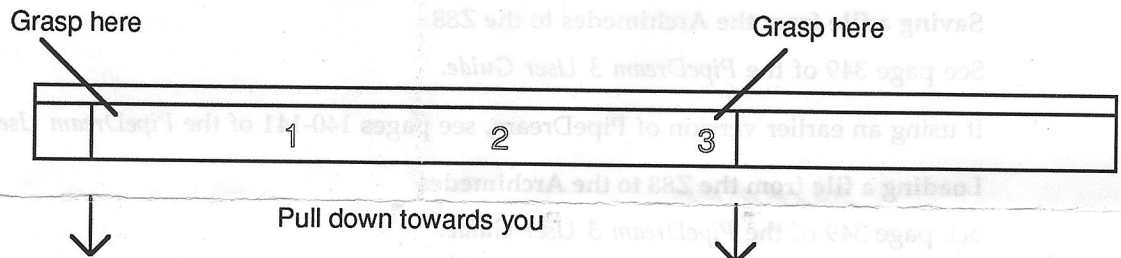 Grasp here
Grasp here
Saving a file from the Archimedes to the Z88
See page 349 of the PipeDream 3 User Guide.
If using an earlier version of PipeDream, see pages 140-141 of the PipeDream
1 2 3
Loading a file from the Z88 to the Archimedes
Pull down towards you
See page 349 of the PipeDream 3 User Guide.